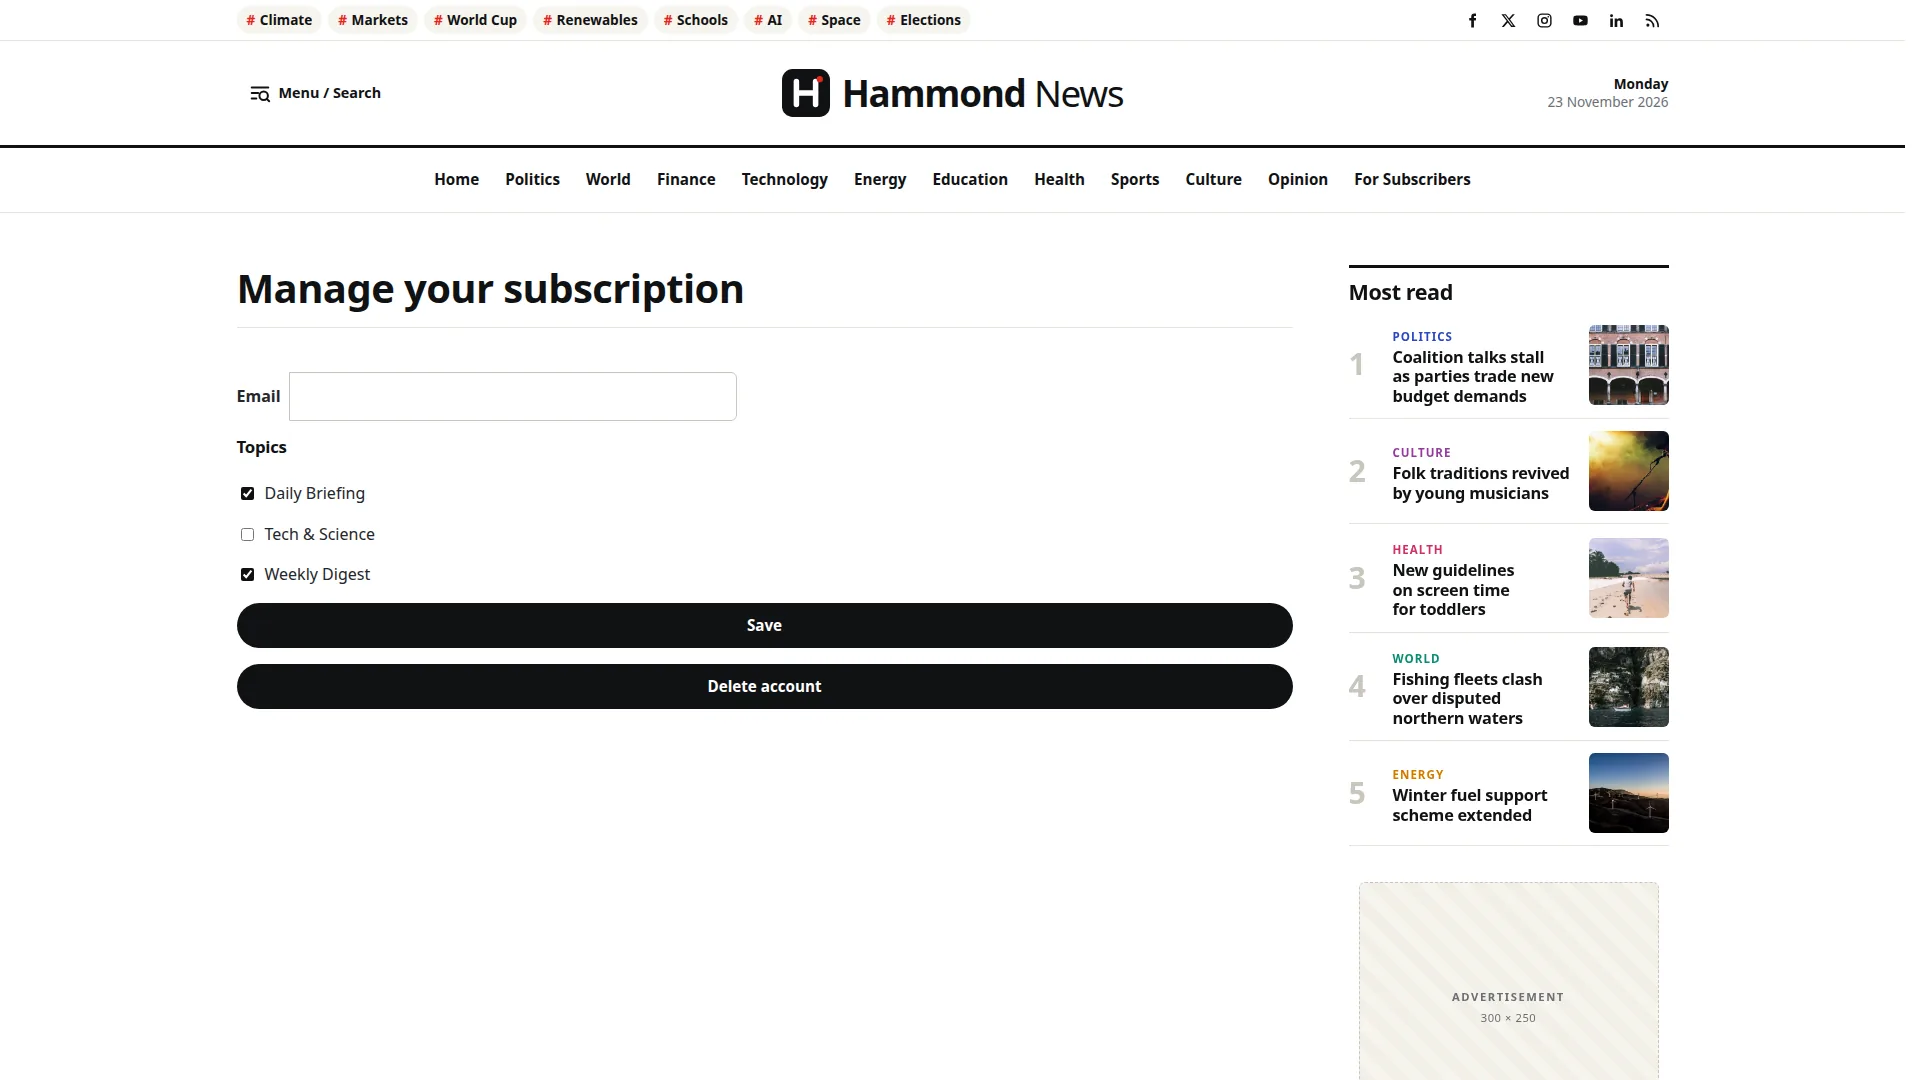 # Climate # Markets # World Cup # Renewables # Schools # AI # Space # Elections
Menu / Search
H Hammond News
Monday
23 November 2026
Home Politics World Finance Technology Energy Education Health Sports Culture Opinion For Subscribers
Manage your subscription
Email
Topics
Daily Briefing
Tech & Science
Weekly Digest
Save
Delete account
Most read
1
POLITICS
Coalition talks stall
as parties trade new
budget demands
2
CULTURE
Folk traditions revived
by young musicians
3
HEALTH
New guidelines
on screen time
for toddlers
4
WORLD
Fishing fleets clash
over disputed
northern waters
5
ENERGY
Winter fuel support
scheme extended
ADVERTISEMENT
300 × 250